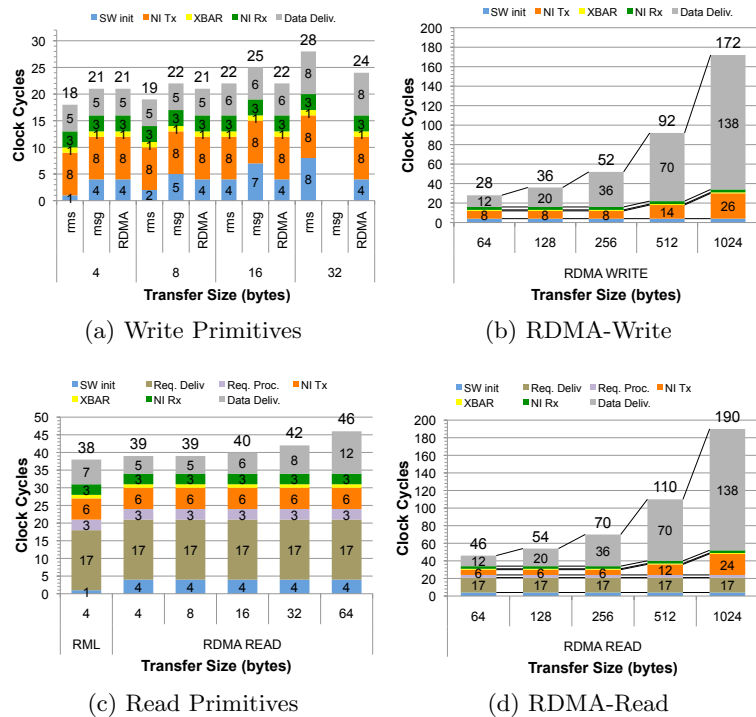 SW init NI Tx XBAR NI Rx Data Deliv.
Clock Cycles
30
25
20
15
10
5
0
18 21 21 19 22 21 22 25 22 28 24
5 5 5 5 5 5 6 6 6 8 8
3 3 3 3 3 3 3 3 3 3 3
1 1 1 1 1 1 1 1 1 1 1
8 8 8 8 8 8 8 8 8 8 8
1 4 4 2 5 4 4 7 4 8 4
rms msg RDMA rms msg RDMA rms msg RDMA rms msg RDMA
4 8 16 32
Transfer Size (bytes)
(a) Write Primitives
SW init NI Tx XBAR NI Rx Data Deliv.
Clock Cycles
200
180
160
140
120
100
80
60
40
20
0
28 36 52 92 172
12 20 36 70 138
8 8 8 14 26
64 128 256 512 1024
RDMA WRITE
Transfer Size (bytes)
(b) RDMA-Write
SW init Req. Deliv Req. Proc. NI Tx
XBAR NI Rx Data Deliv.
Clock Cycles
50
45
40
35
30
25
20
15
10
5
0
38 39 39 40 42 46
7 5 5 6 8 12
3 3 3 3 3 3
6 6 6 6 6 6
3 3 3 3 3 3
17 17 17 17 17 17
1 4 4 4 4 4
4 4 8 16 32 64
RML RDMA READ
Transfer Size (bytes)
(c) Read Primitives
SW init Req. Deliv Req. Proc. NI Tx
XBAR NI Rx Data Deliv.
Clock Cycles
200
180
160
140
120
100
80
60
40
20
0
46 54 70 110 190
12 20 36 70 138
6 6 6 12 24
17 17 17 17 17
64 128 256 512 1024
RDMA READ
Transfer Size (bytes)
(d) RDMA-Read